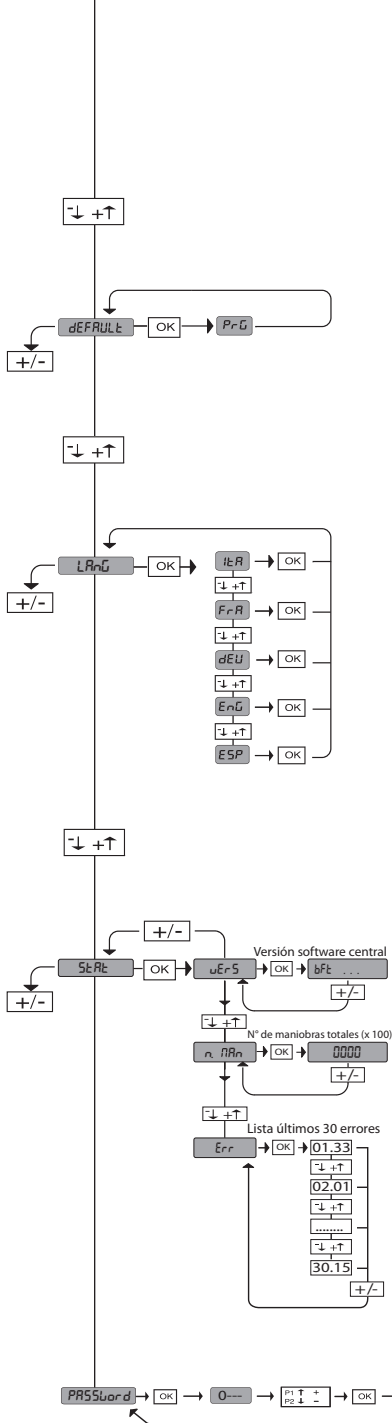 -↓ +↑
dEFAULt OK PrG
+/-
-↓ +↑
LAnG OK ItA OK
+/-
-↓ +↑
FrA OK
-↓ +↑
dEU OK
-↓ +↑
EnG OK
-↓ +↑
ESP OK
-↓ +↑
+/-
Versión software central
StAt OK vErS OK bFt ...
+/-
+/-
-↓ +↑
N° de maniobras totales (x 100)
n. MAn OK 0000
+/-
-↓ +↑
Lista últimos 30 errores
Err OK 01.33
-↓ +↑
02.01
-↓ +↑
........
-↓ +↑
30.15
+/-
PASSword OK 0--- P1 ↑ + OK
P2 ↓ -